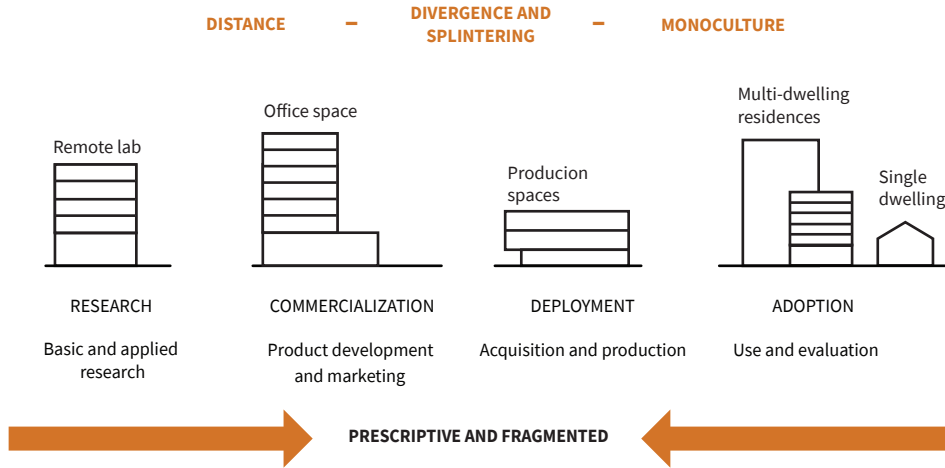 DISTANCE – DIVERGENCE AND SPLINTERING – MONOCULTURE
Remote lab
Office space
Producion
spaces
Multi-dwelling
residences
Single
dwelling
RESEARCH
Basic and applied
research
COMMERCIALIZATION
Product development
and marketing
DEPLOYMENT
Acquisition and production
ADOPTION
Use and evaluation
PRESCRIPTIVE AND FRAGMENTED